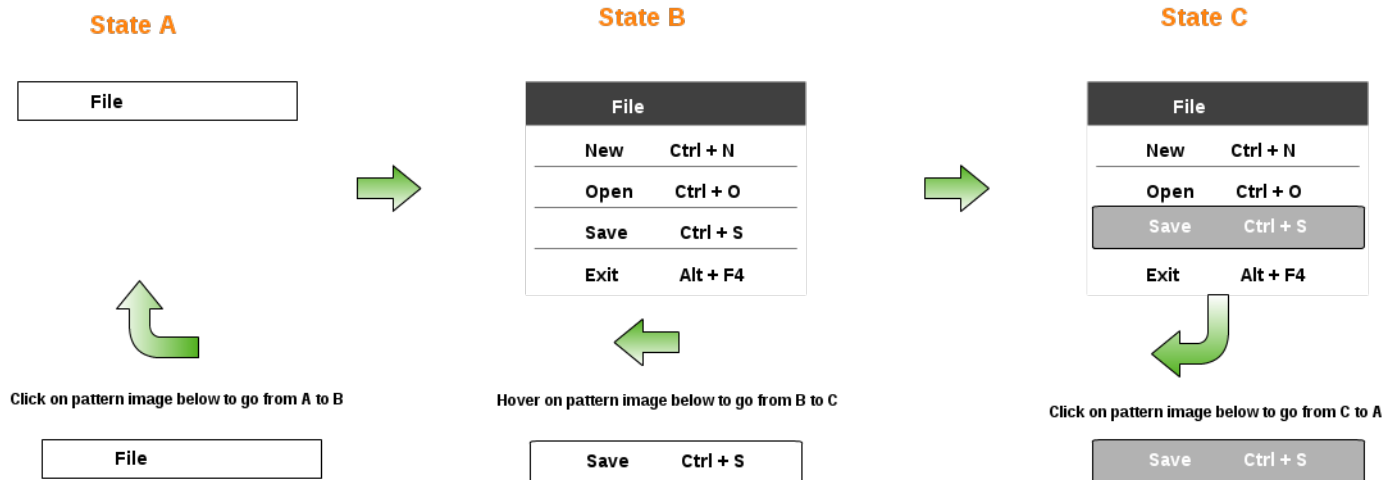 State A
File
Click on pattern image below to go from A to B
File
State B
File
New Ctrl + N
Open Ctrl + O
Save Ctrl + S
Exit Alt + F4
Hover on pattern image below to go from B to C
Save Ctrl + S
State C
File
New Ctrl + N
Open Ctrl + O
Save Ctrl + S
Exit Alt + F4
Click on pattern image below to go from C to A
Save Ctrl + S